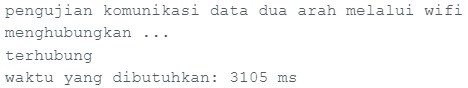 pengujian komunikasi data dua arah melalui wifi
menghubungkan ...
terhubung
waktu yang dibutuhkan: 3105 ms